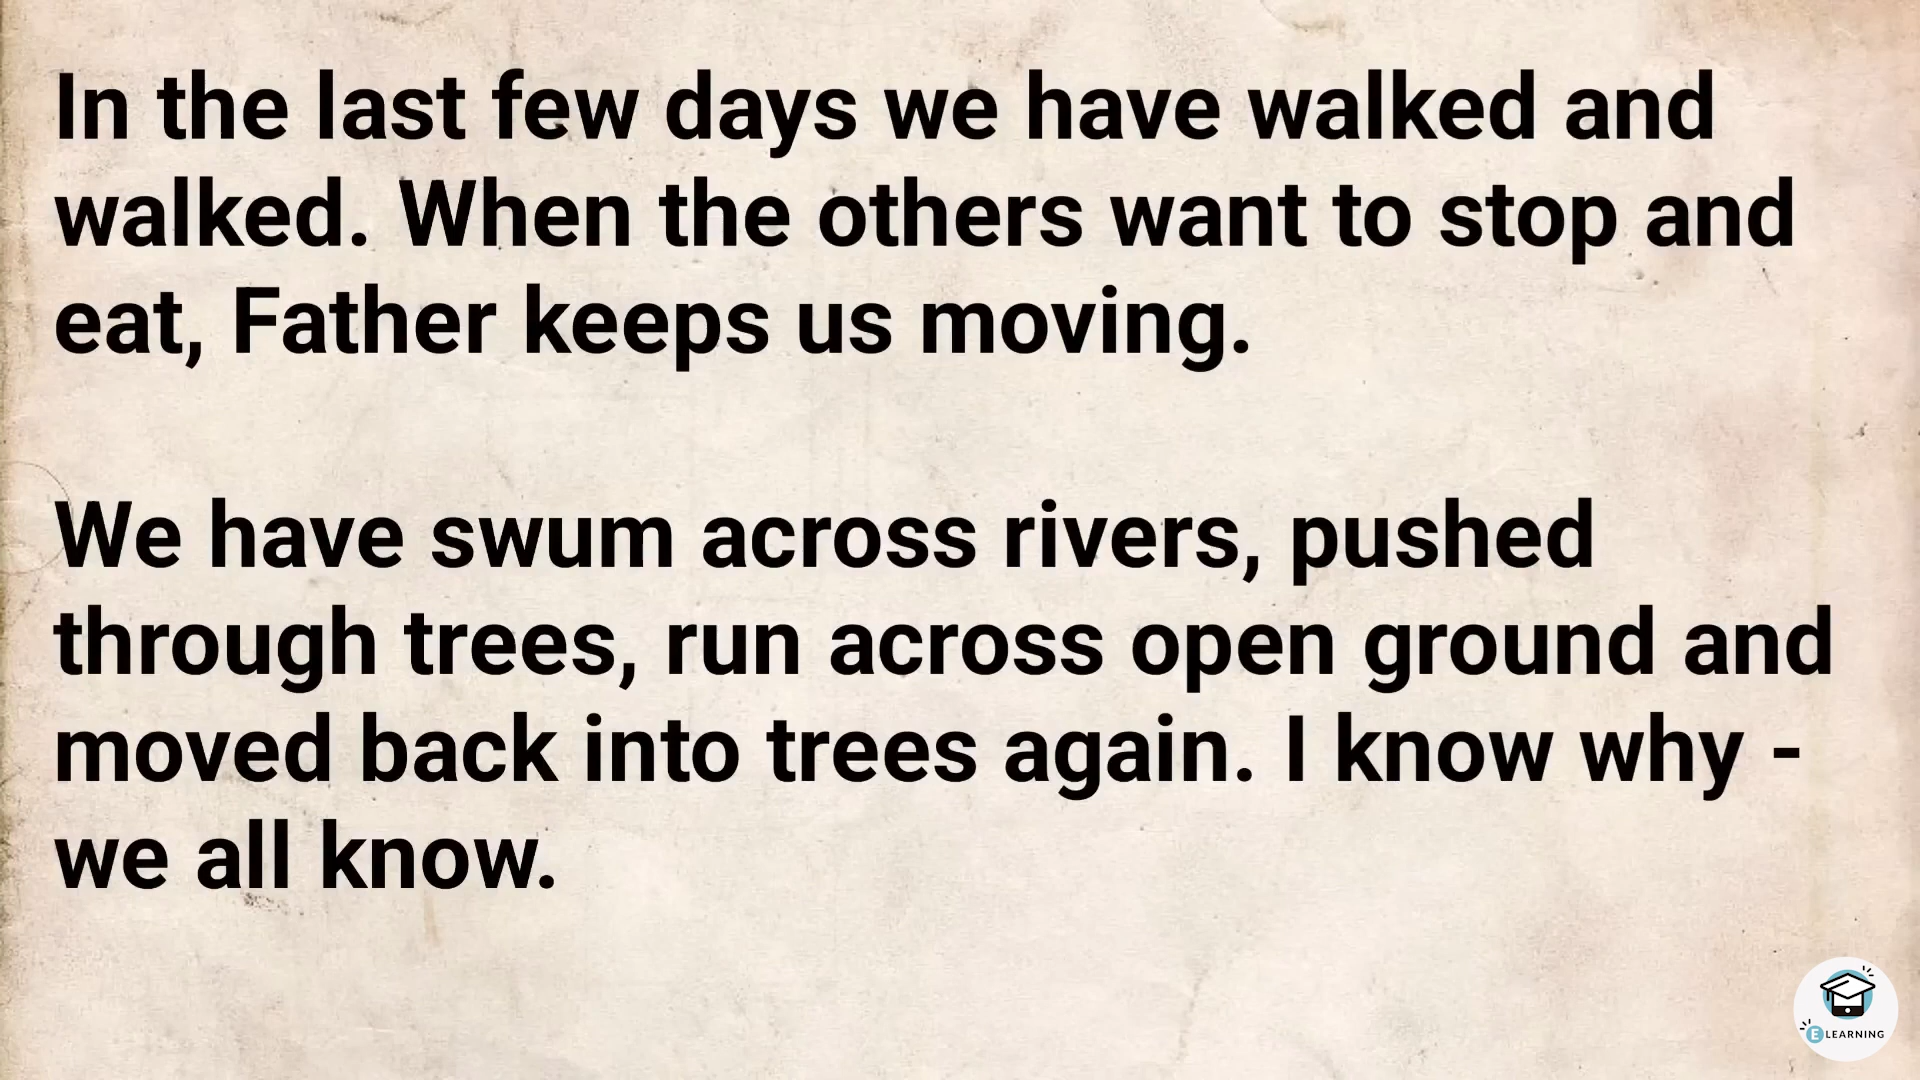 In the last few days we have walked and
walked. When the others want to stop and
eat, Father keeps us moving.
We have swum across rivers, pushed
through trees, run across open ground and
moved back into trees again. I know why -
we all know.
E LEARNING